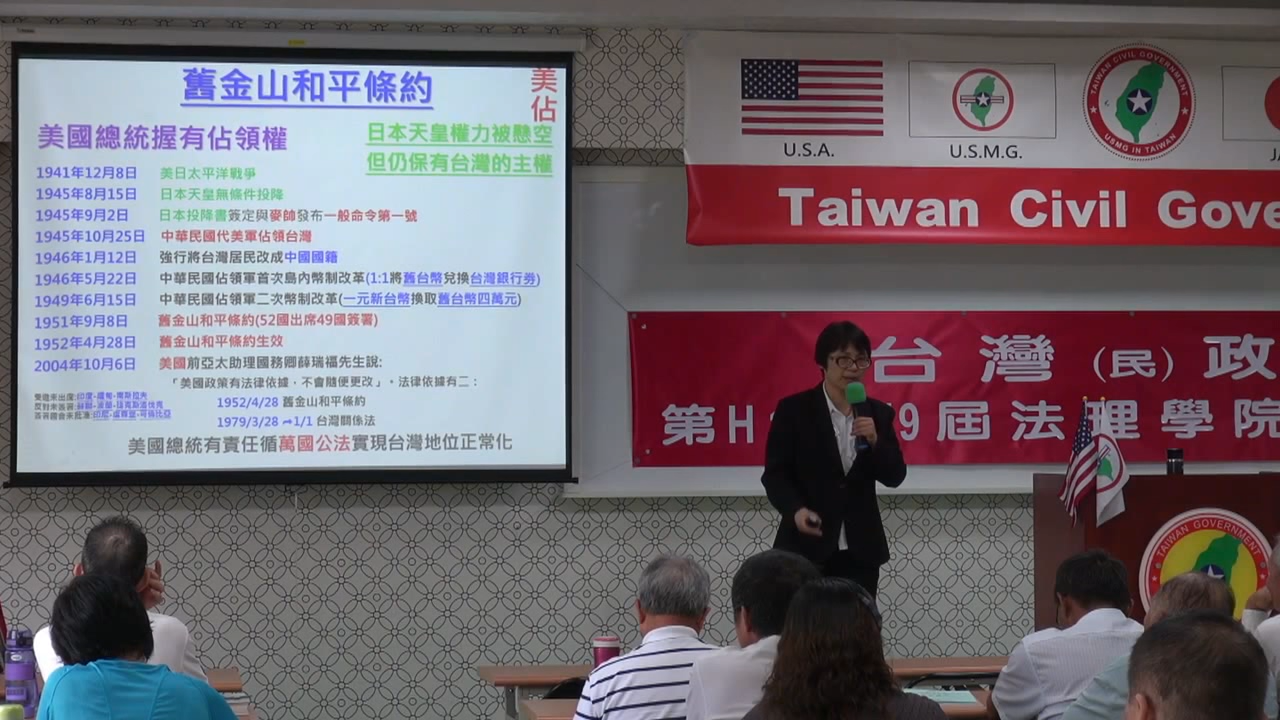 舊金山和平條約
美佔
美國總統握有佔領權
日本天皇權力被懸空
但仍保有台灣的主權
1941年12月8日 美日太平洋戰爭
1945年8月15日 日本天皇無條件投降
1945年9月2日 日本投降書簽定與麥帥發布一般命令第一號
1945年10月25日 中華民國代美軍佔領台灣
1946年1月12日 強行將台灣居民改成中國國籍
1946年5月22日 中華民國佔領軍首次島內幣制改革(1:1將舊台幣兌換台灣銀行券)
1949年6月15日 中華民國佔領軍二次幣制改革(一元新台幣換取舊台幣四萬元)
1951年9月8日 舊金山和平條約(52國出席49國簽署)
1952年4月28日 舊金山和平條約生效
2004年10月6日 美國前亞太助理國務卿薛瑞福先生說:
「美國政策有法律依據，不會隨便更改」。法律依據有二：
1952/4/28 舊金山和平條約
1979/3/28 ➦1/1 台灣關係法
美國總統有責任循萬國公法實現台灣地位正常化
U.S.A.
U.S.M.G.
TAIWAN CIVIL GOVERNMENT
USMG IN TAIWAN
JA
Taiwan Civil Gove
台灣(民)政
第H
9屆法理學院
TAIWAN GOVERNMENT